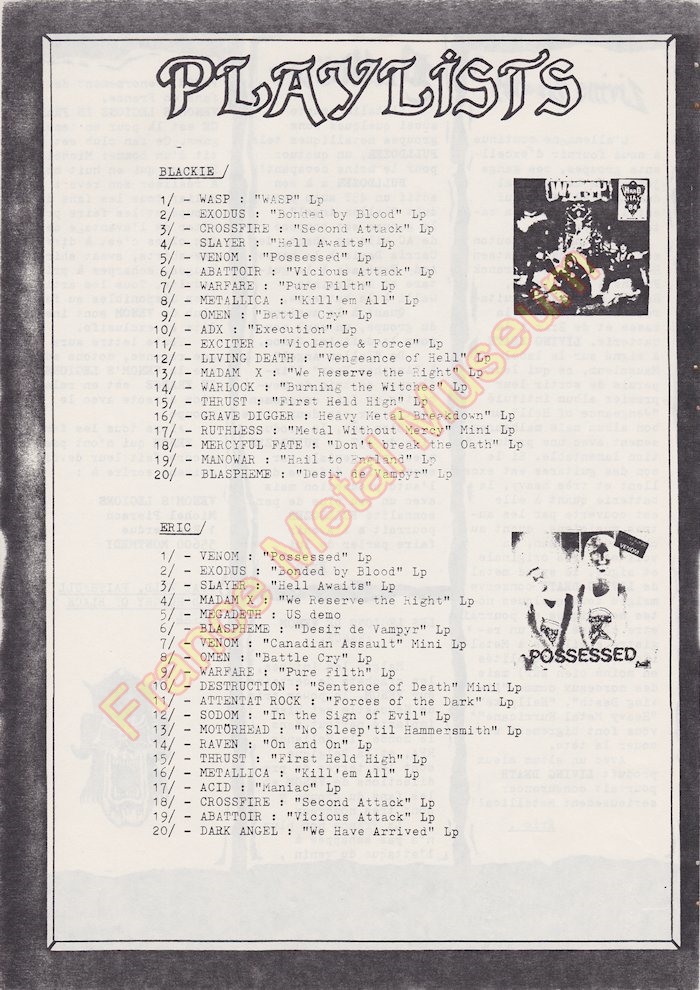 PLAYLISTS
BLACKIE /
1/ - WASP : "WASP" Lp
2/ - EXODUS : "Bonded by Blood" Lp
3/ - CROSSFIRE : "Second Attack" Lp
4/ - SLAYER : "Hell Awaits" Lp
5/ - VENOM : "Possessed" Lp
6/ - ABATTOIR : "Vicious Attack" Lp
7/ - WARFARE : "Pure Filth" Lp
8/ - METALLICA : "Kill'em All" Lp
9/ - OMEN : "Battle Cry" Lp
10/ - ADX : "Execution" Lp
11/ - EXCITER : "Violence & Force" Lp
12/ - LIVING DEATH : "Vengeance of Hell" Lp
13/ - MADAM X : "We Reserve the Right" Lp
14/ - WARLOCK : "Burning the Witches" Lp
15/ - THRUST : "First Held High" Lp
16/ - GRAVE DIGGER : Heavy Metal Breakdown" Lp
17/ - RUTHLESS : "Metal Without Mercy" Mini Lp
18/ - MERCYFUL FATE : "Don't break the Oath" Lp
19/ - MANOWAR : "Hail to England" Lp
20/ - BLASPHEME : "Desir de Vampyr" Lp
ERIC /
1/ - VENOM : "Possessed" Lp
2/ - EXODUS : "Bonded by Blood" Lp
3/ - SLAYER : "Hell Awaits" Lp
4/ - MADAM X : "We Reserve the Right" Lp
5/ - MEGADETH : US demo
6/ - BLASPHEME : "Desir de Vampyr" Lp
7/ - VENOM : "Canadian Assault" Mini Lp
8/ - OMEN : "Battle Cry" Lp
9/ - WARFARE : "Pure Filth" Lp
10/ - DESTRUCTION : "Sentence of Death" Mini Lp
11/ - ATTENTAT ROCK : "Forces of the Dark" Lp
12/ - SODOM : "In the Sign of Evil" Lp
13/ - MOTÖRHEAD : "No Sleep'til Hammersmith" Lp
14/ - RAVEN : "On and On" Lp
15/ - THRUST : "First Held High" Lp
16/ - METALLICA : "Kill'em All" Lp
17/ - ACID : "Maniac" Lp
18/ - CROSSFIRE : "Second Attack" Lp
19/ - ABATTOIR : "Vicious Attack" Lp
20/ - DARK ANGEL : "We Have Arrived" Lp
WASP
84
VENOM
POSSESSED
France Metal Museum